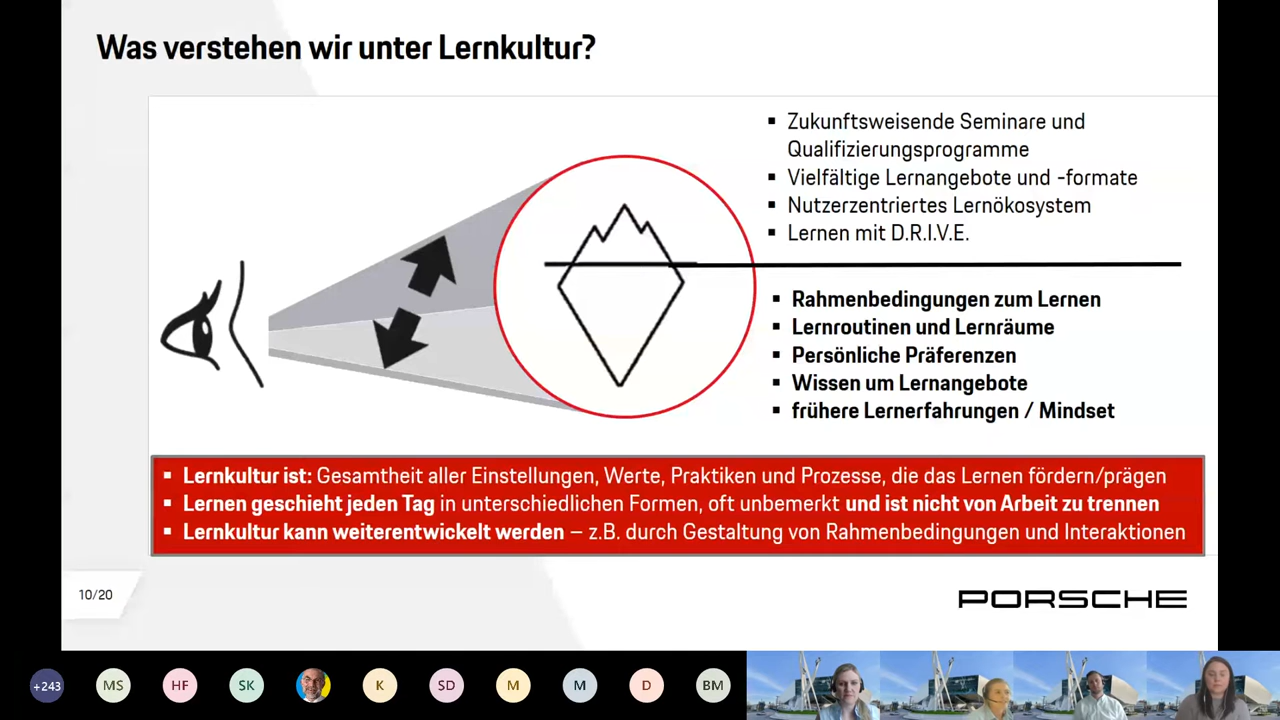 Was verstehen wir unter Lernkultur?
▪ Zukunftsweisende Seminare und
Qualifizierungsprogramme
▪ Vielfältige Lernangebote und -formate
▪ Nutzerzentriertes Lernökosystem
▪ Lernen mit D.R.I.V.E.
▪ Rahmenbedingungen zum Lernen
▪ Lernroutinen und Lernräume
▪ Persönliche Präferenzen
▪ Wissen um Lernangebote
▪ frühere Lernerfahrungen / Mindset
▪ Lernkultur ist: Gesamtheit aller Einstellungen, Werte, Praktiken und Prozesse, die das Lernen fördern/prägen
▪ Lernen geschieht jeden Tag in unterschiedlichen Formen, oft unbemerkt und ist nicht von Arbeit zu trennen
▪ Lernkultur kann weiterentwickelt werden – z.B. durch Gestaltung von Rahmenbedingungen und Interaktionen
10/20
PORSCHE
+243 MS HF SK K SD M M D BM